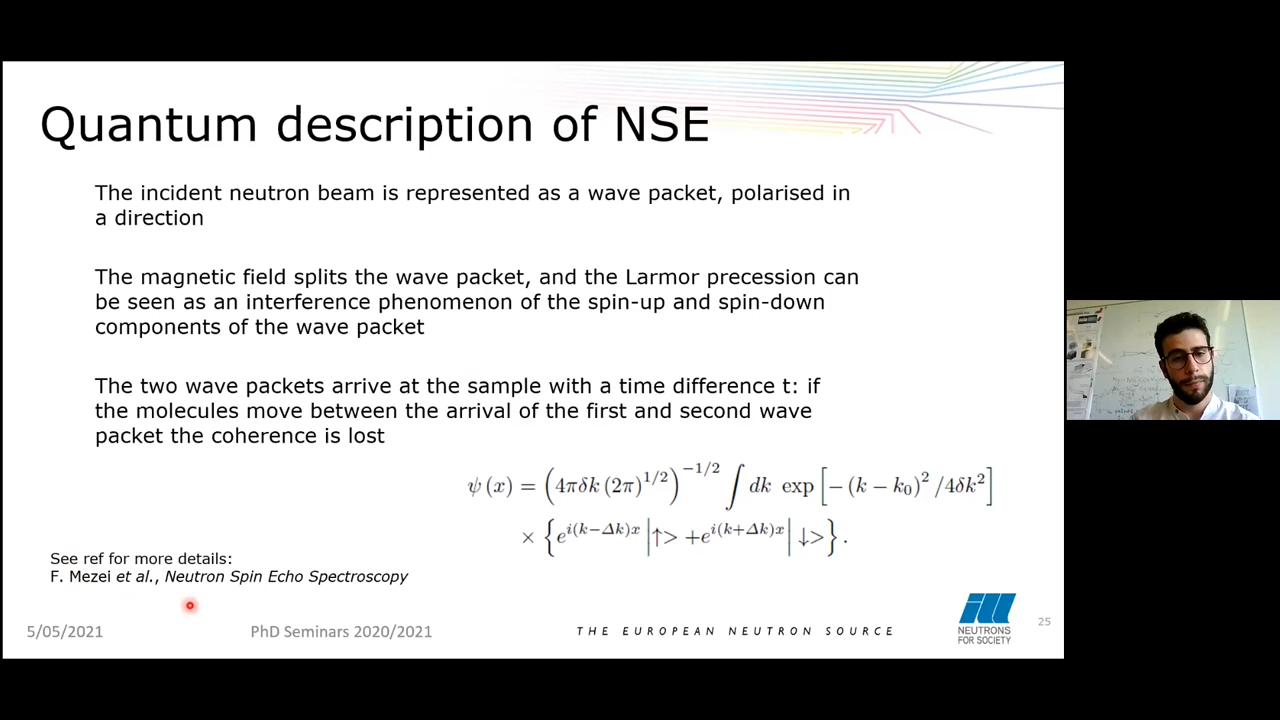 Quantum description of NSE
The incident neutron beam is represented as a wave packet, polarised in
a direction
The magnetic field splits the wave packet, and the Larmor precession can
be seen as an interference phenomenon of the spin-up and spin-down
components of the wave packet
The two wave packets arrive at the sample with a time difference t: if
the molecules move between the arrival of the first and second wave
packet the coherence is lost
ψ (x) = (4πδk (2π)^{1/2})^{−1/2} ∫ dk exp [− (k − k₀)² /4δk²]
× {e^{i(k−Δk)x} |↑> +e^{i(k+Δk)x} | ↓>} .
See ref for more details:
F. Mezei et al., Neutron Spin Echo Spectroscopy
5/05/2021
PhD Seminars 2020/2021
THE EUROPEAN NEUTRON SOURCE
NEUTRONS
FOR SOCIETY
25